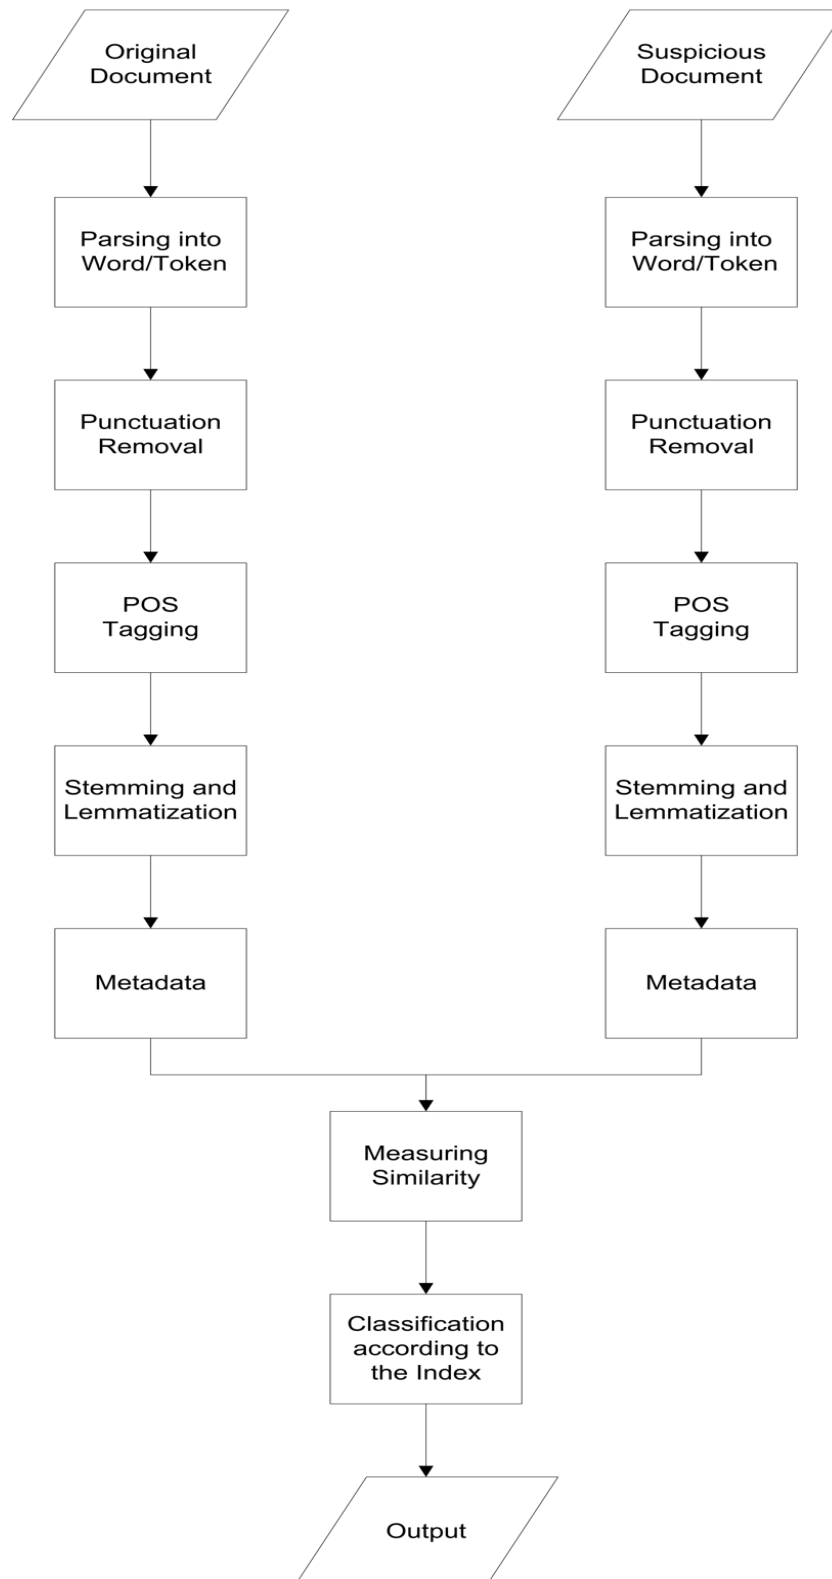 Original
Document
Parsing into
Word/Token
Punctuation
Removal
POS
Tagging
Stemming and
Lemmatization
Metadata
Suspicious
Document
Parsing into
Word/Token
Punctuation
Removal
POS
Tagging
Stemming and
Lemmatization
Metadata
Measuring
Similarity
Classification
according to
the Index
Output